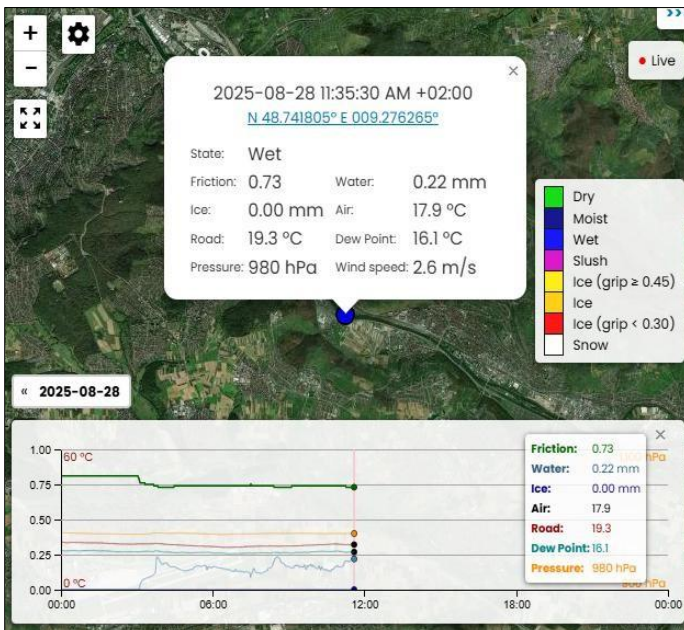 +
−
>>
● Live
×
2025-08-28 11:35:30 AM +02:00
N 48.741805° E 009.276265°
State: Wet
Friction: 0.73 Water: 0.22 mm
Ice: 0.00 mm Air: 17.9 °C
Road: 19.3 °C Dew Point: 16.1 °C
Pressure: 980 hPa Wind speed: 2.6 m/s
Dry
Moist
Wet
Slush
Ice (grip ≥ 0.45)
Ice
Ice (grip < 0.30)
Snow
« 2025-08-28
×
1.00
60 °C
0.75
0.50
0.25
0.00
0 °C
00:00 06:00 12:00 18:00 00:00
Friction: 0.73
Water: 0.22 mm
Ice: 0.00 mm
Air: 17.9
Road: 19.3
Dew Point: 16.1
Pressure: 980 hPa
hPa
hPa